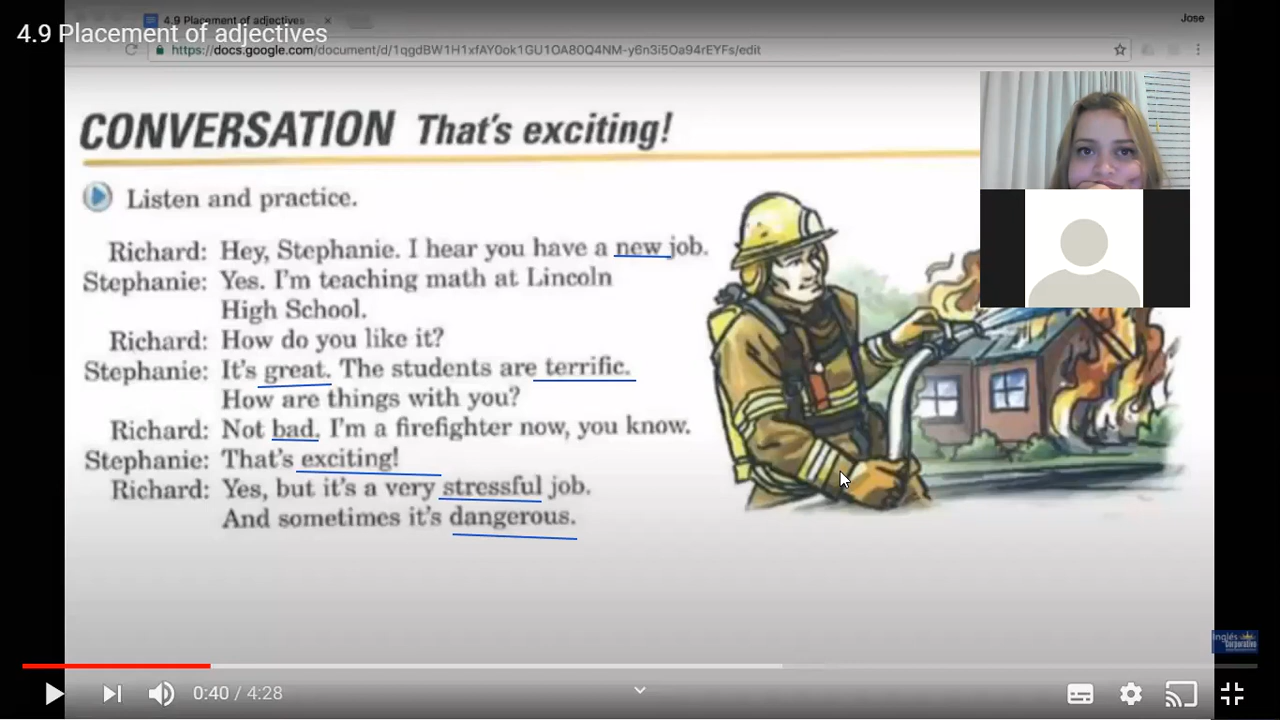 4.9 Placement of adjectives
4.9 Placement of adjectives
Jose
https://docs.google.com/document/d/1qgdBW1H1xfAY0ok1GU1OA80Q4NM-y6n3i5Oa94rEYFs/edit
CONVERSATION That's exciting!
Listen and practice.
Richard: Hey, Stephanie. I hear you have a new job.
Stephanie: Yes. I'm teaching math at Lincoln
High School.
Richard: How do you like it?
Stephanie: It's great. The students are terrific.
How are things with you?
Richard: Not bad. I'm a firefighter now, you know.
Stephanie: That's exciting!
Richard: Yes, but it's a very stressful job.
And sometimes it's dangerous.
Inglés
Corporativo
0:40 / 4:28